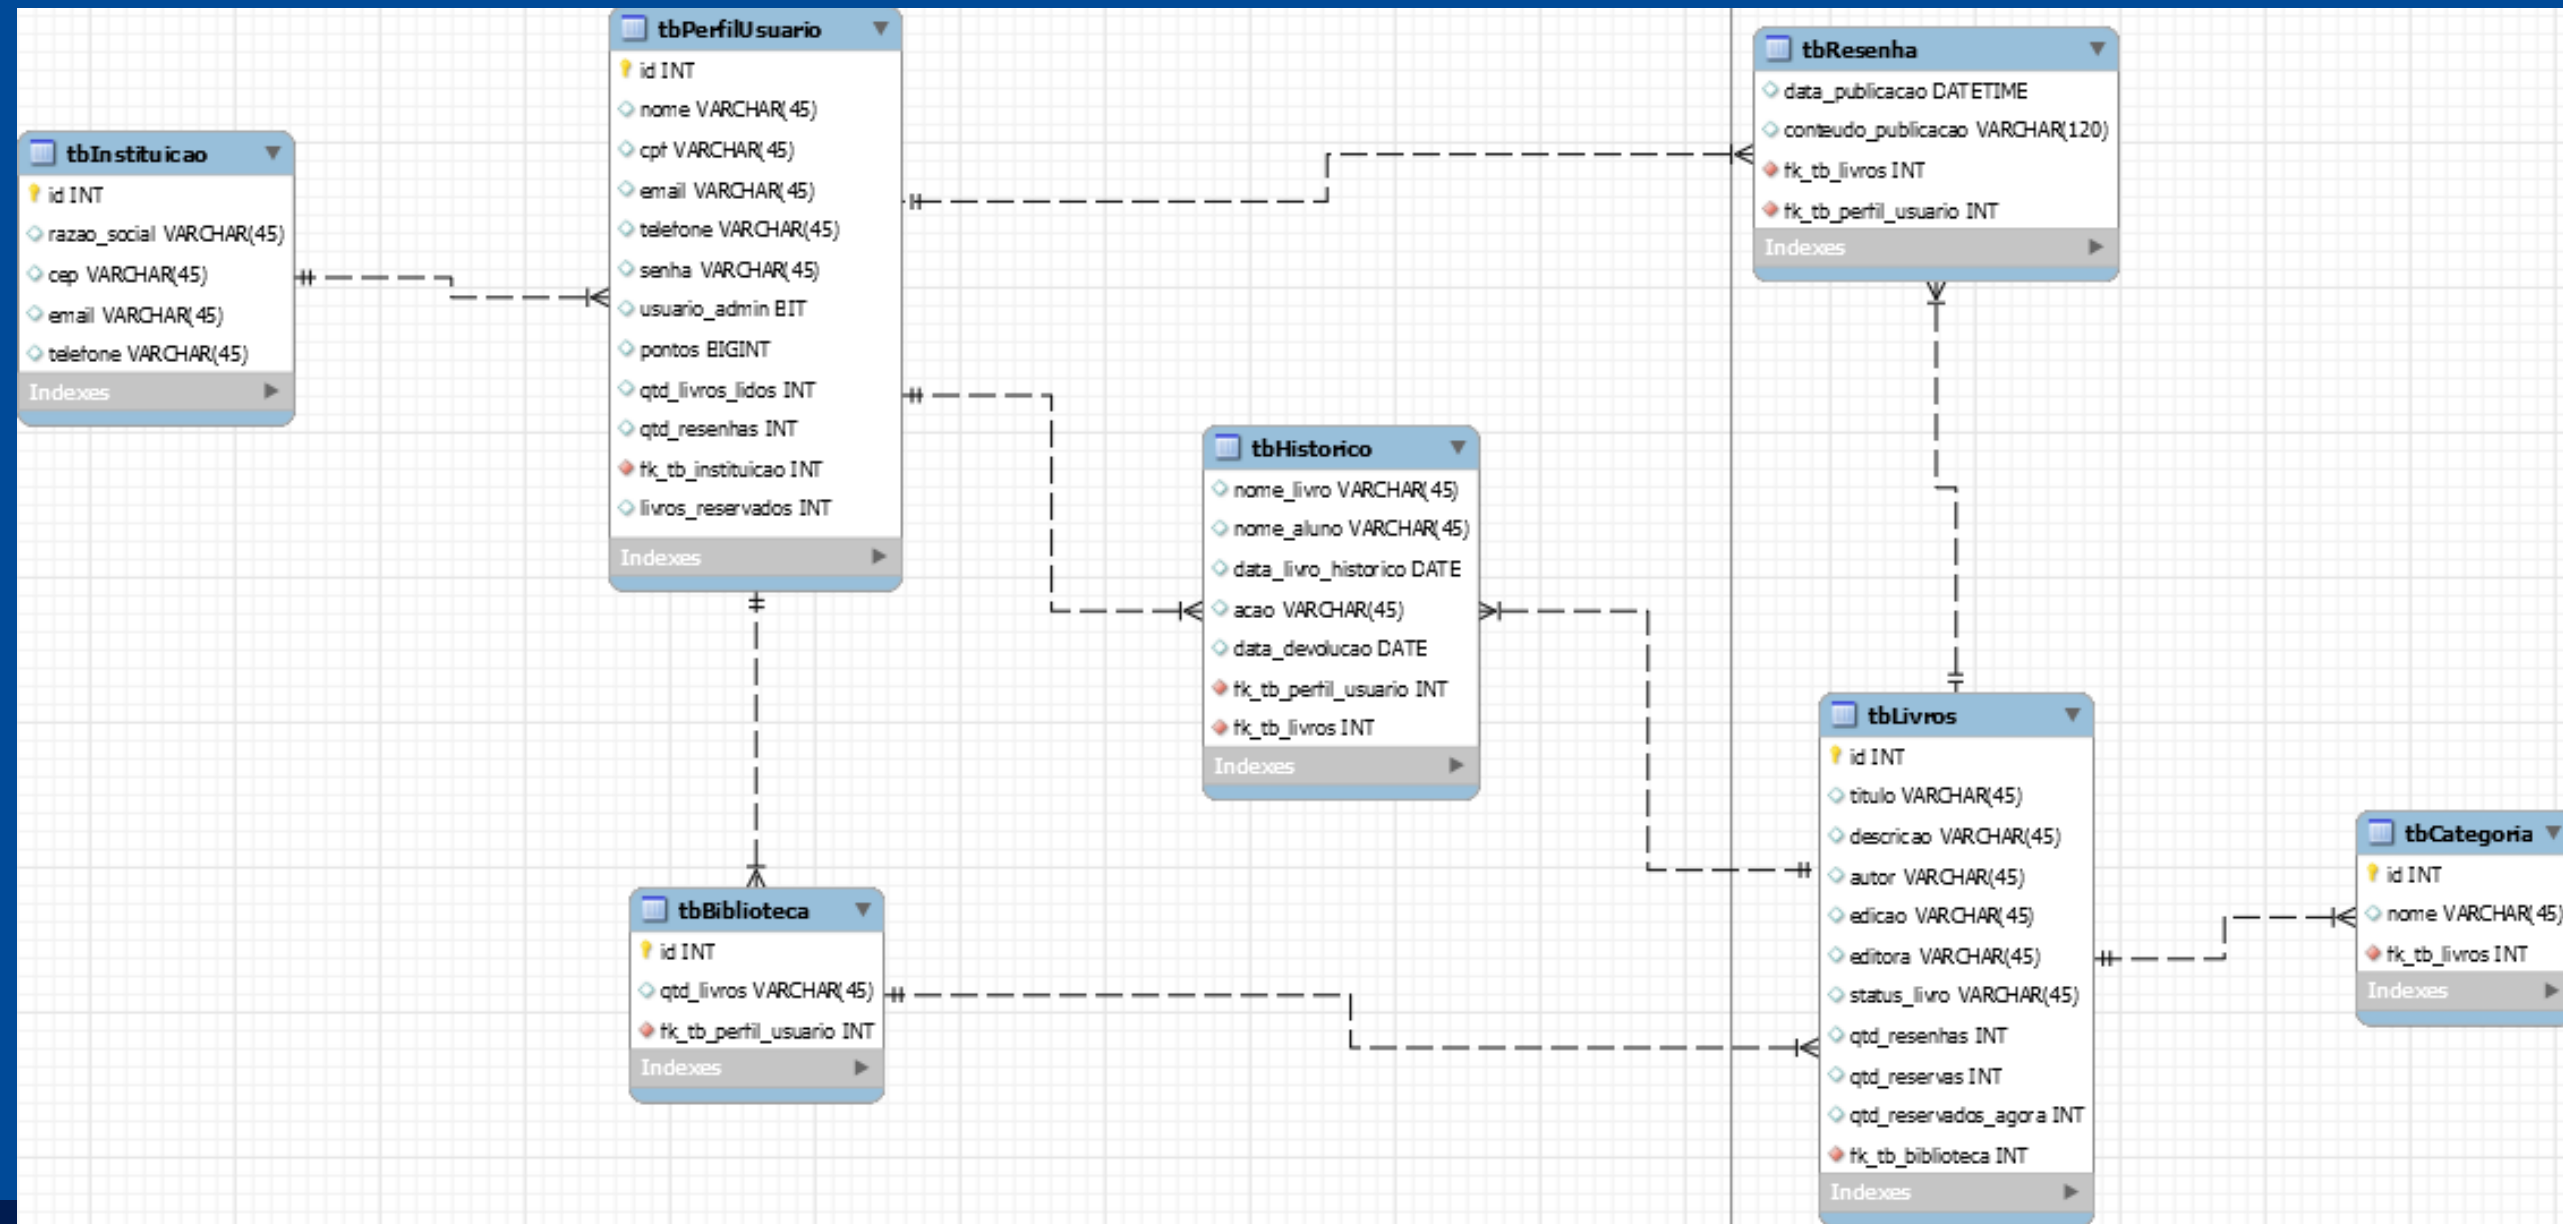 tbInstituicao
id INT
razao_social VARCHAR(45)
cep VARCHAR(45)
email VARCHAR(45)
telefone VARCHAR(45)
Indexes
tbPerfilUsuario
id INT
nome VARCHAR(45)
cpf VARCHAR(45)
email VARCHAR(45)
telefone VARCHAR(45)
senha VARCHAR(45)
usuario_admin BIT
pontos BIGINT
qtd_livros_lidos INT
qtd_resenhas INT
fk_tb_instituicao INT
livros_reservados INT
Indexes
tbBiblioteca
id INT
qtd_livros VARCHAR(45)
fk_tb_perfil_usuario INT
Indexes
tbHistorico
nome_livro VARCHAR(45)
nome_aluno VARCHAR(45)
data_livro_historico DATE
acao VARCHAR(45)
data_devolucao DATE
fk_tb_perfil_usuario INT
fk_tb_livros INT
Indexes
tbResenha
data_publicacao DATETIME
conteudo_publicacao VARCHAR(120)
fk_tb_livros INT
fk_tb_perfil_usuario INT
Indexes
tbLivros
id INT
titulo VARCHAR(45)
descricao VARCHAR(45)
autor VARCHAR(45)
edicao VARCHAR(45)
editora VARCHAR(45)
status_livro VARCHAR(45)
qtd_resenhas INT
qtd_reservas INT
qtd_reservados_agora INT
fk_tb_biblioteca INT
Indexes
tbCategoria
id INT
nome VARCHAR(45)
fk_tb_livros INT
Indexes